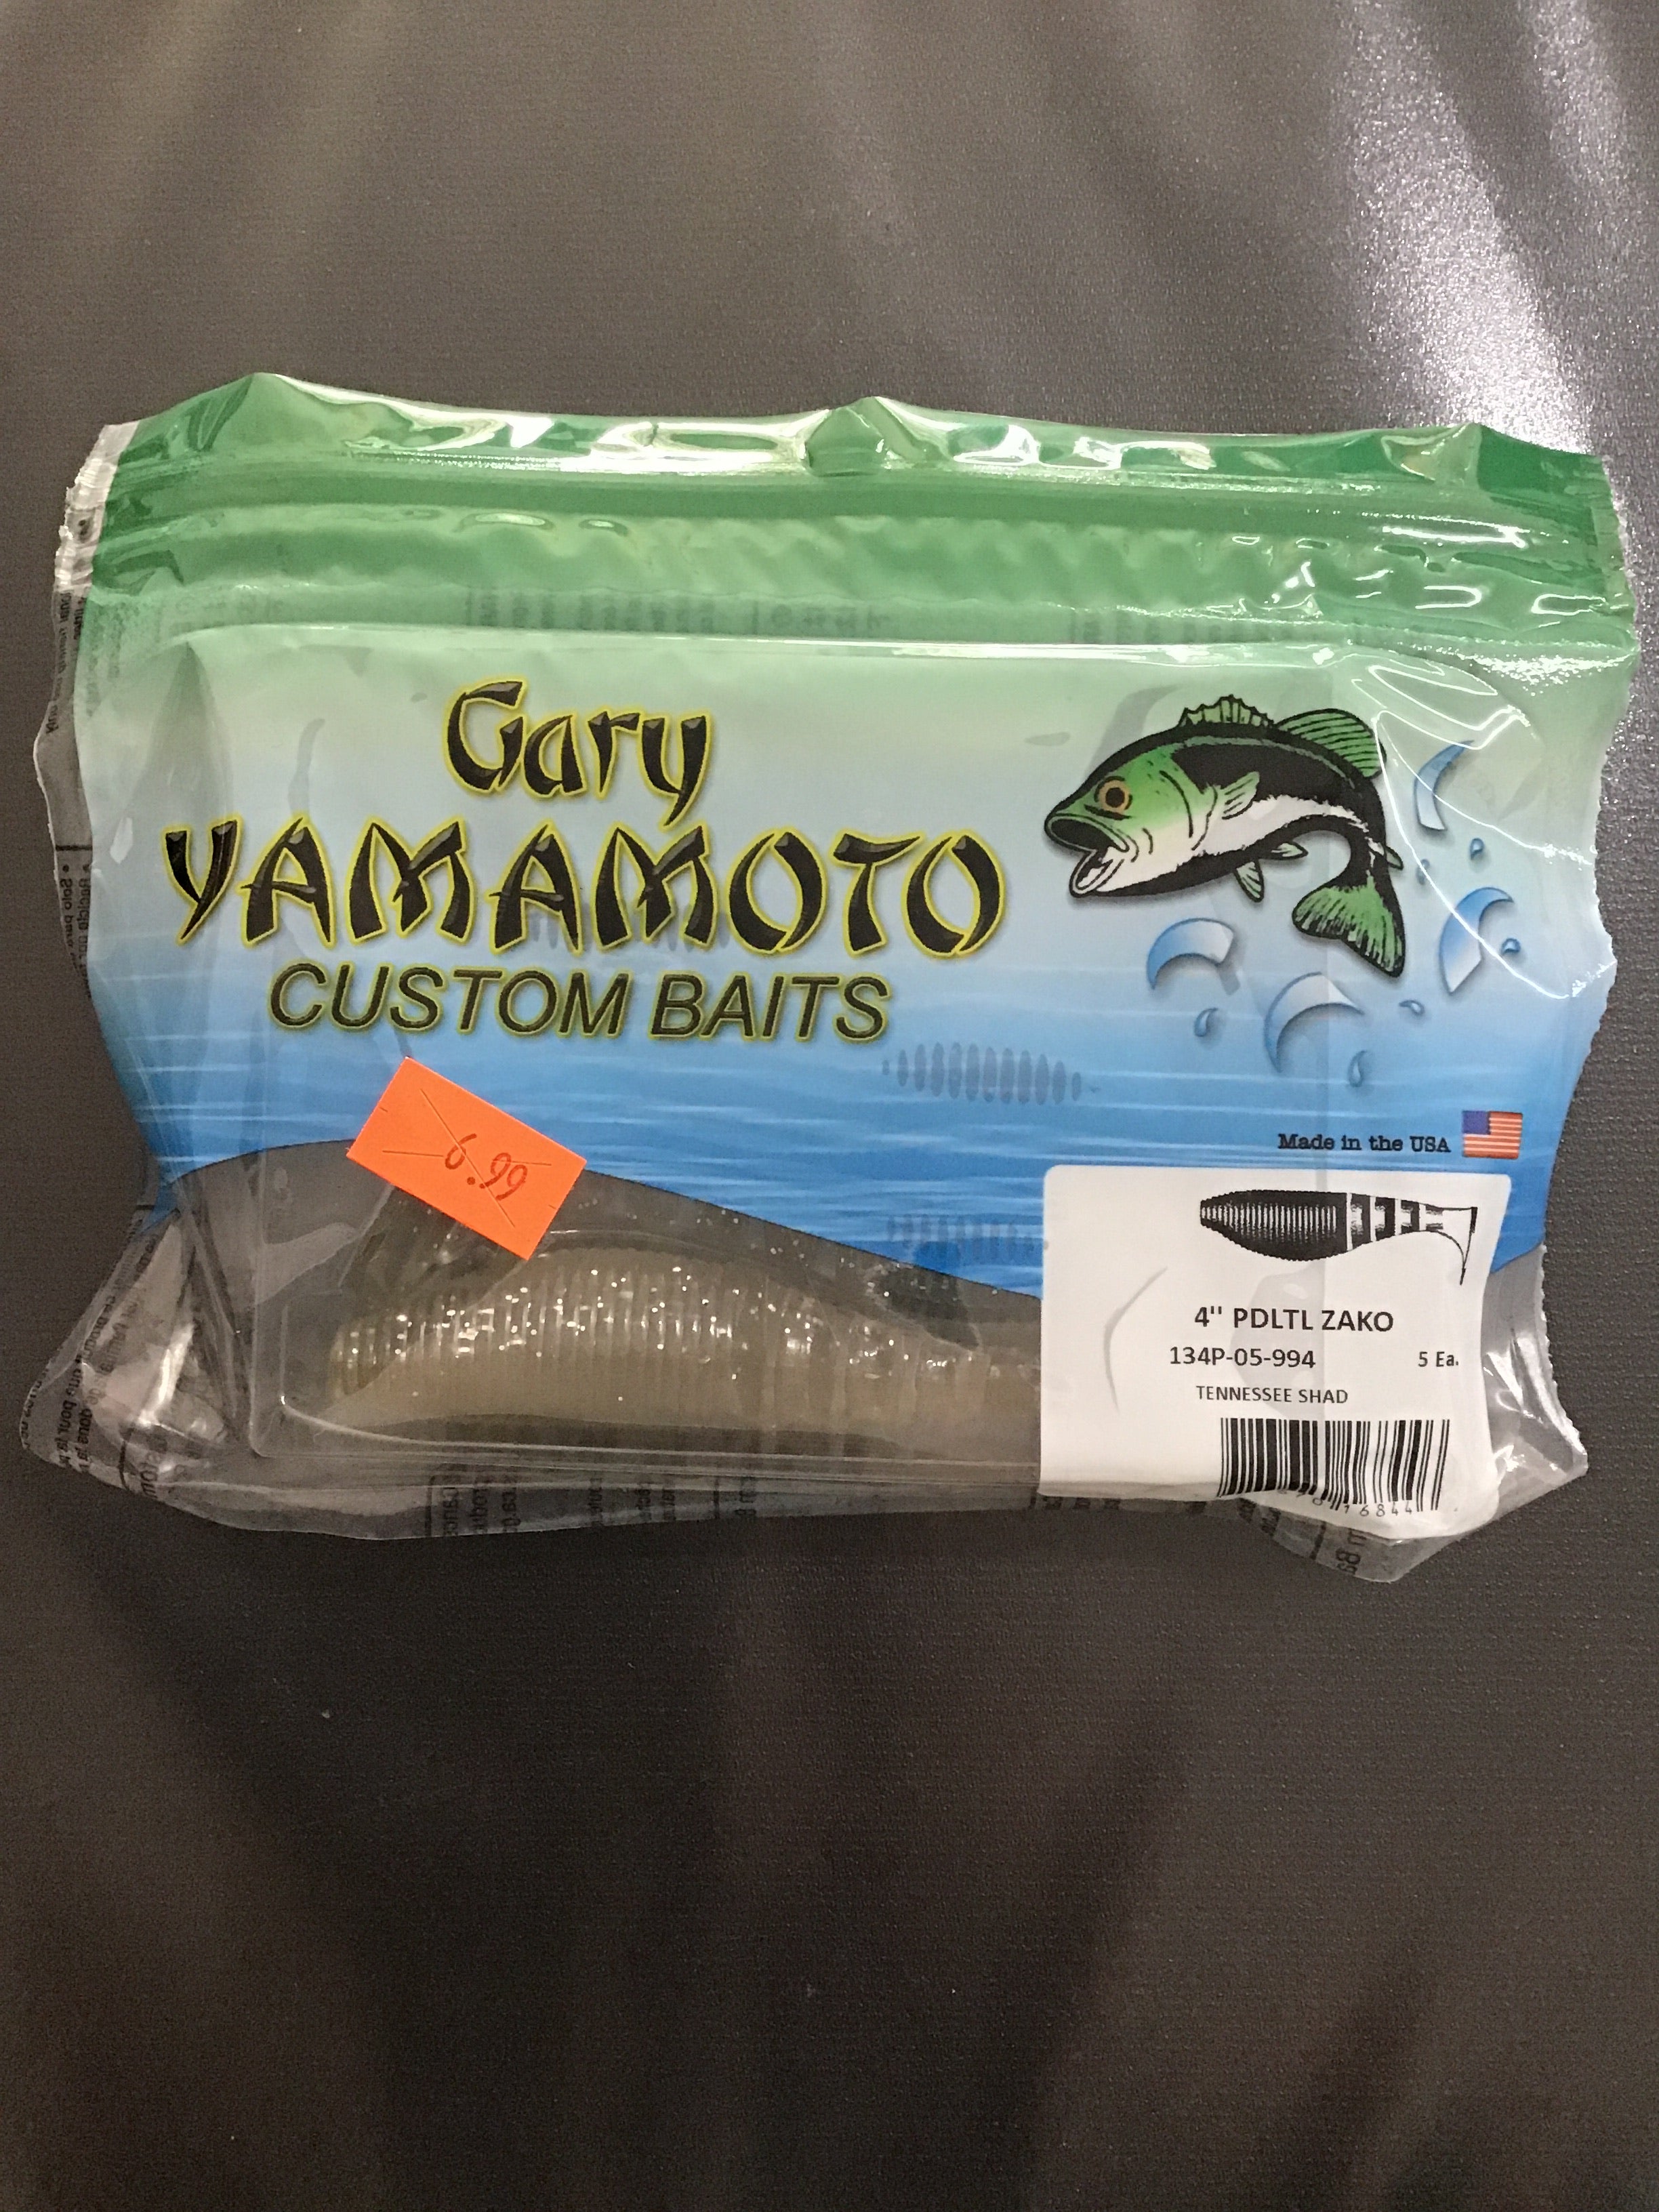 Gary
YAMAMOTO
CUSTOM BAITS
6.99
Made in the USA
4" PDLTL ZAKO
134P-05-994 5 Ea.
TENNESSEE SHAD